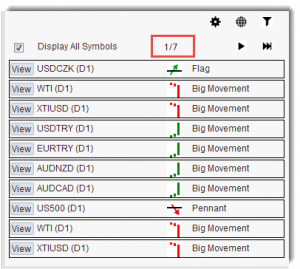 Display All Symbols 1/7
View USDCZK (D1) Flag
View WTI (D1) Big Movement
View XTIUSD (D1) Big Movement
View USDTRY (D1) Big Movement
View EURTRY (D1) Big Movement
View AUDNZD (D1) Big Movement
View AUDCAD (D1) Big Movement
View US500 (D1) Pennant
View WTI (D1) Big Movement
View XTIUSD (D1) Big Movement